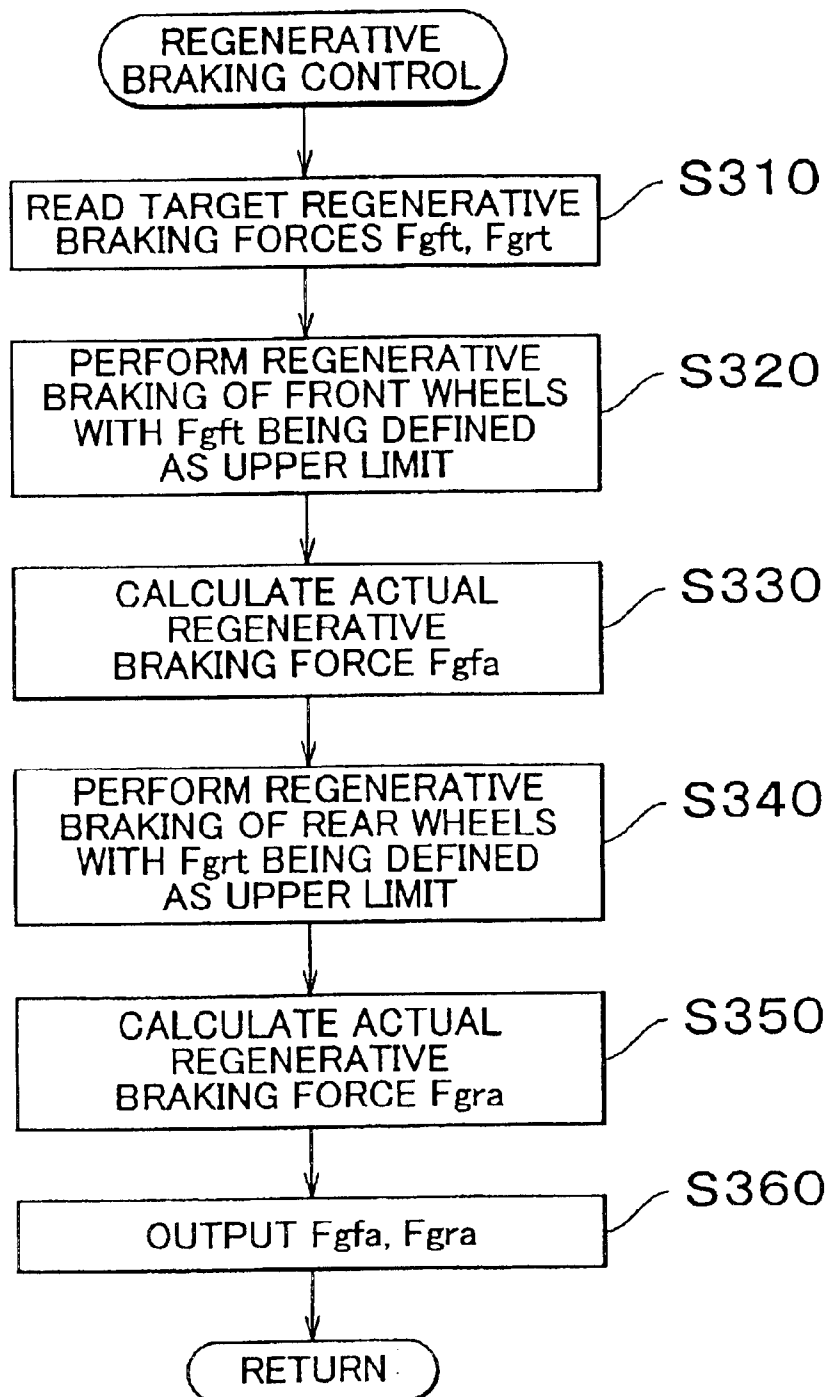 REGENERATIVE
BRAKING CONTROL
S310
READ TARGET REGENERATIVE
BRAKING FORCES Fgft, Fgrt
S320
PERFORM REGENERATIVE
BRAKING OF FRONT WHEELS
WITH Fgft BEING DEFINED
AS UPPER LIMIT
S330
CALCULATE ACTUAL
REGENERATIVE
BRAKING FORCE Fgfa
S340
PERFORM REGENERATIVE
BRAKING OF REAR WHEELS
WITH Fgrt BEING DEFINED
AS UPPER LIMIT
S350
CALCULATE ACTUAL
REGENERATIVE
BRAKING FORCE Fgra
S360
OUTPUT Fgfa, Fgra
RETURN